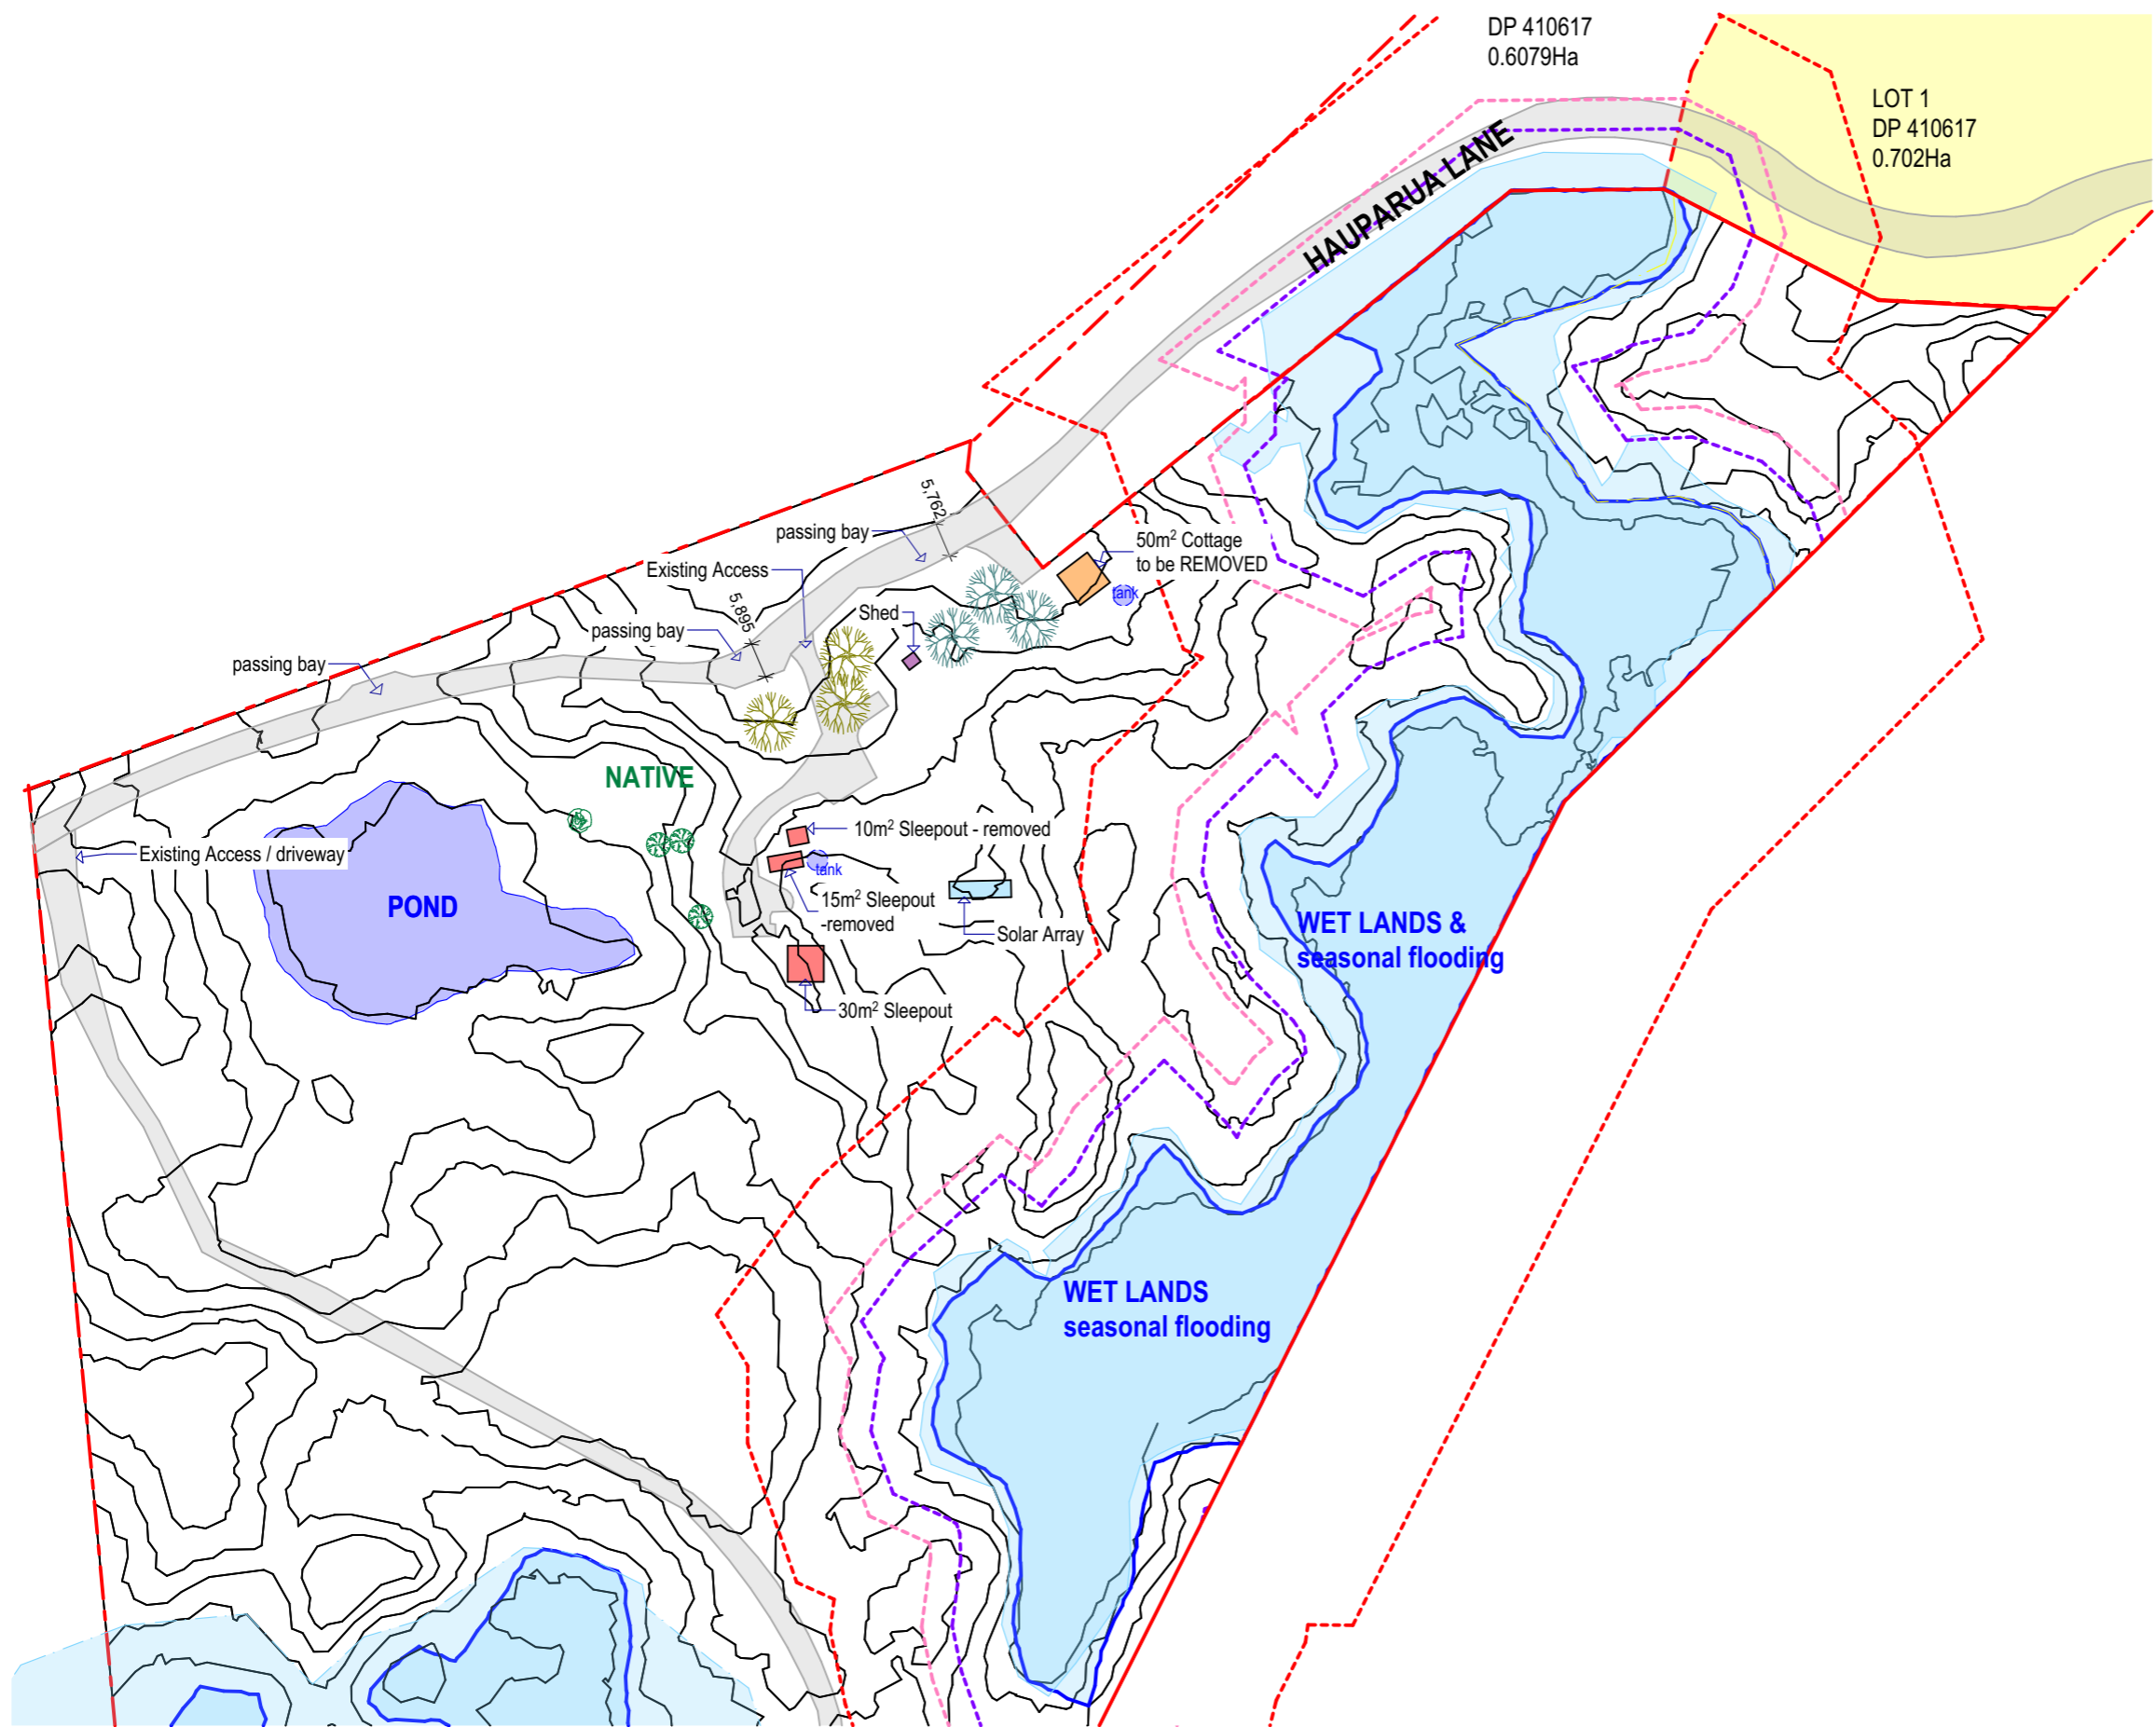 DP 410617
0.6079Ha
LOT 1
DP 410617
0.702Ha
HAUPARUA LANE
5,762
passing bay
50m² Cottage
to be REMOVED
tank
Existing Access
5,895
Shed
passing bay
passing bay
NATIVE
10m² Sleepout - removed
Existing Access / driveway
tank
15m² Sleepout
-removed
POND
Solar Array
WET LANDS &
seasonal flooding
30m² Sleepout
WET LANDS
seasonal flooding